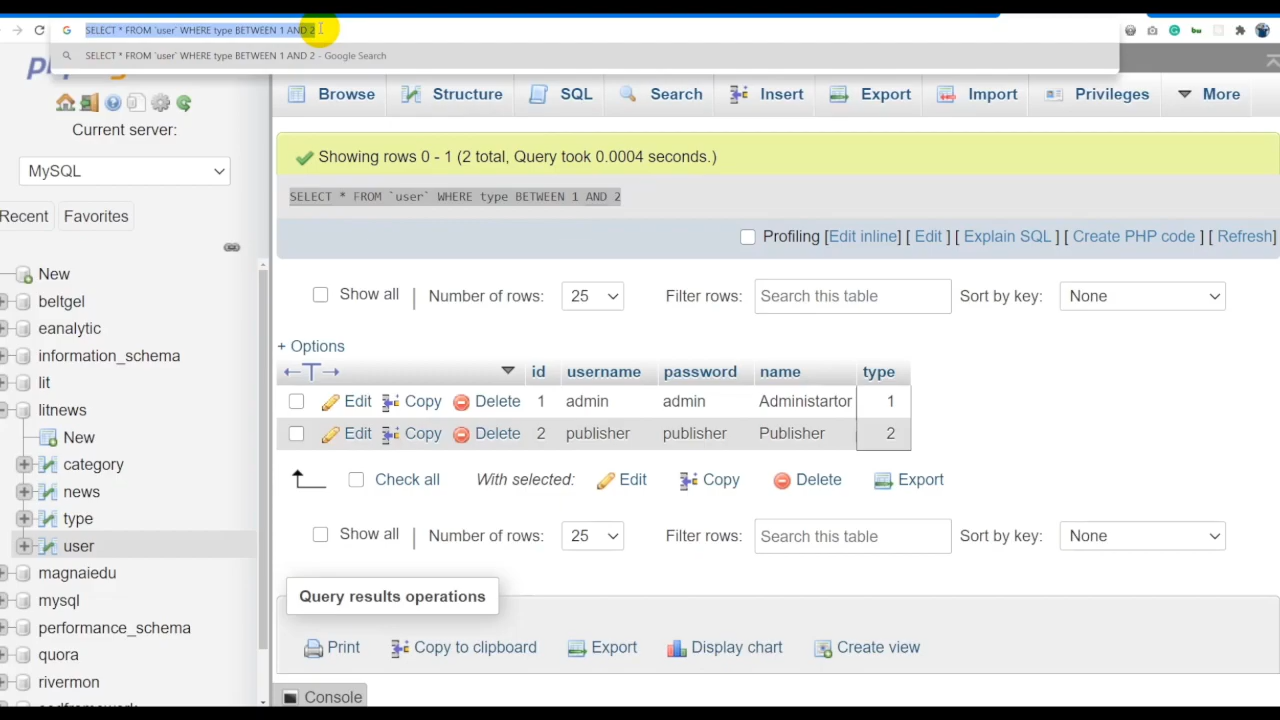 SELECT * FROM `user` WHERE type BETWEEN 1 AND 2
SELECT * FROM `user` WHERE type BETWEEN 1 AND 2 - Google Search
Browse Structure SQL Search Insert Export Import Privileges More
Current server:
MySQL
Recent Favorites
New
beltgel
eanalytic
information_schema
lit
litnews
New
category
news
type
user
magnaiedu
mysql
performance_schema
quora
rivermon
Showing rows 0 - 1 (2 total, Query took 0.0004 seconds.)
SELECT * FROM `user` WHERE type BETWEEN 1 AND 2
Profiling [Edit inline] [ Edit ] [ Explain SQL ] [ Create PHP code ] [ Refresh]
Show all | Number of rows: 25 Filter rows: Search this table Sort by key: None
+ Options
←T→ id username password name type
Edit Copy Delete 1 admin admin Administartor 1
Edit Copy Delete 2 publisher publisher Publisher 2
Check all With selected: Edit Copy Delete Export
Show all | Number of rows: 25 Filter rows: Search this table Sort by key: None
Query results operations
Print Copy to clipboard Export Display chart Create view
Console